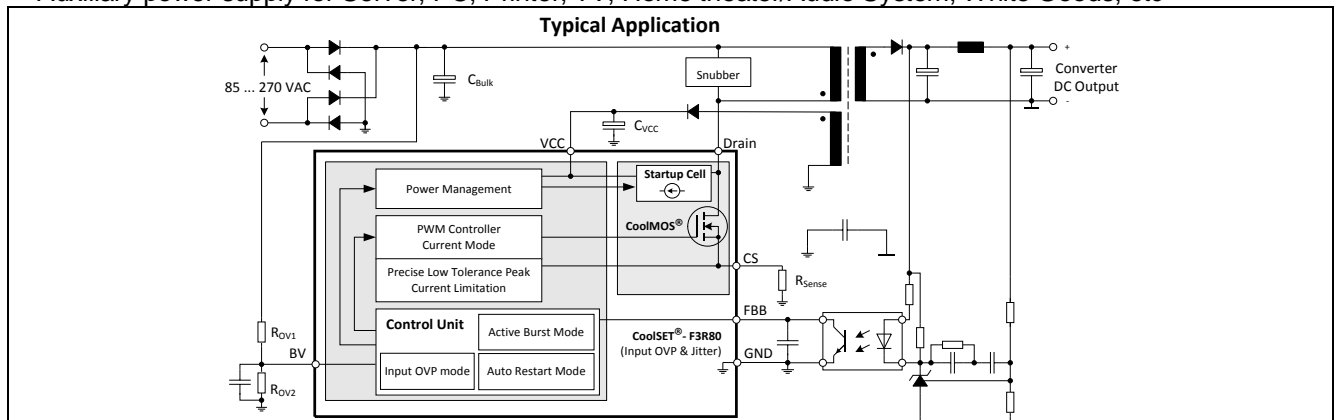 Auxiliary power supply for Server, PC, Printer, TV, Home theater/Audio System, White Goods, etc
Typical Application
85 ... 270 VAC
CBulk
Snubber
+
Converter
DC Output
-
CVCC
VCC
Drain
Startup Cell
Power Management
CoolMOS®
PWM Controller
Current Mode
CS
Precise Low Tolerance Peak
Current Limitation
RSense
FBB
Control Unit
Active Burst Mode
CoolSET®- F3R80
(Input OVP & Jitter)
ROV1
GND
BV
Input OVP mode
Auto Restart Mode
ROV2